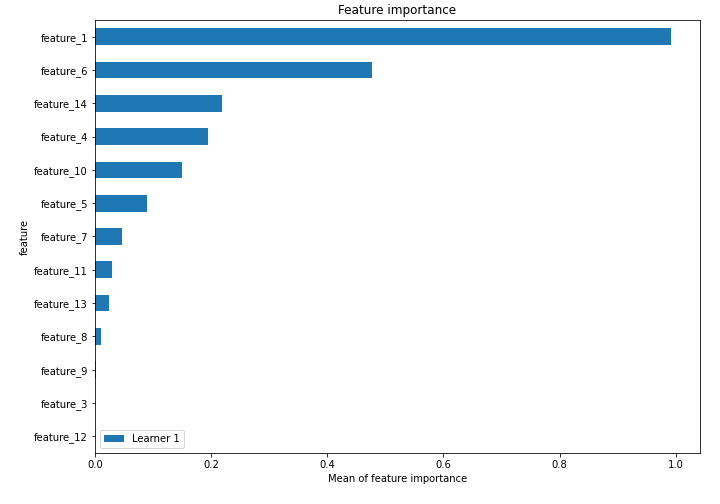 Feature importance
feature_1
feature_6
feature_14
feature_4
feature_10
feature_5
feature_7
feature_11
feature_13
feature_8
feature_9
feature_3
feature_12
feature
Learner 1
0.0 0.2 0.4 0.6 0.8 1.0
Mean of feature importance